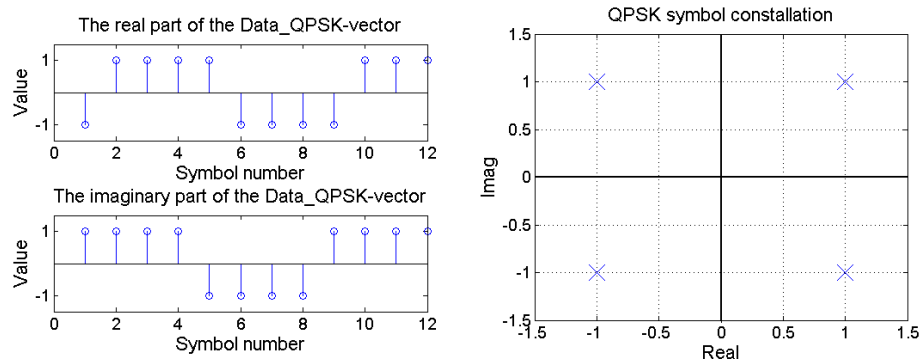 The real part of the Data_QPSK-vector
Value
1
-1
0 2 4 6 8 10 12
Symbol number
The imaginary part of the Data_QPSK-vector
Value
1
-1
0 2 4 6 8 10 12
Symbol number
QPSK symbol constallation
Imag
1.5
1
0.5
0
-0.5
-1
-1.5
-1.5 -1 -0.5 0 0.5 1 1.5
Real